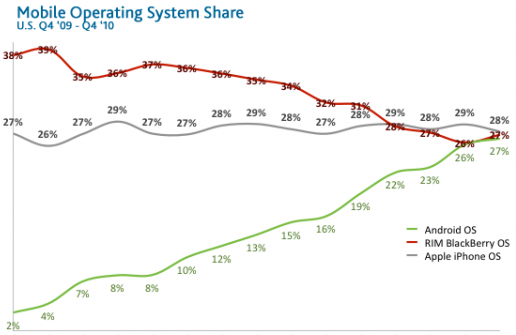 Mobile Operating System Share
U.S. Q4 '09 - Q4 '10
38% 39% 35% 36% 37% 36% 36% 35% 34% 32% 31% 28% 27% 26% 27%
27% 26% 27% 29% 27% 27% 28% 29% 28% 27% 28% 29% 28% 29% 28%
2% 4% 7% 8% 8% 10% 12% 13% 15% 16% 19% 22% 23% 26% 27%
Android OS
RIM BlackBerry OS
Apple iPhone OS